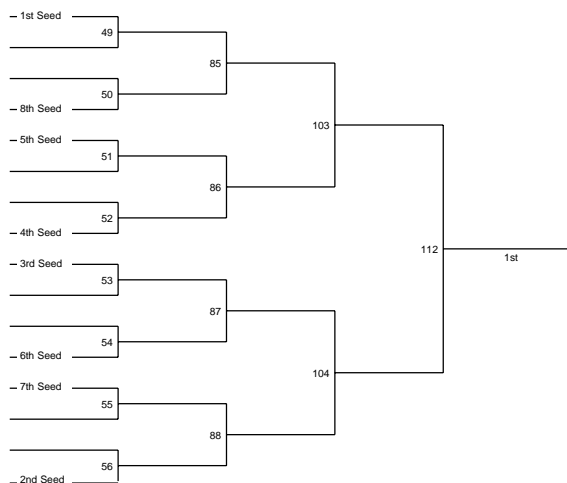 1st Seed
49
85
50
8th Seed
103
5th Seed
51
86
52
4th Seed
112
1st
3rd Seed
53
87
54
6th Seed
104
7th Seed
55
88
56
2nd Seed